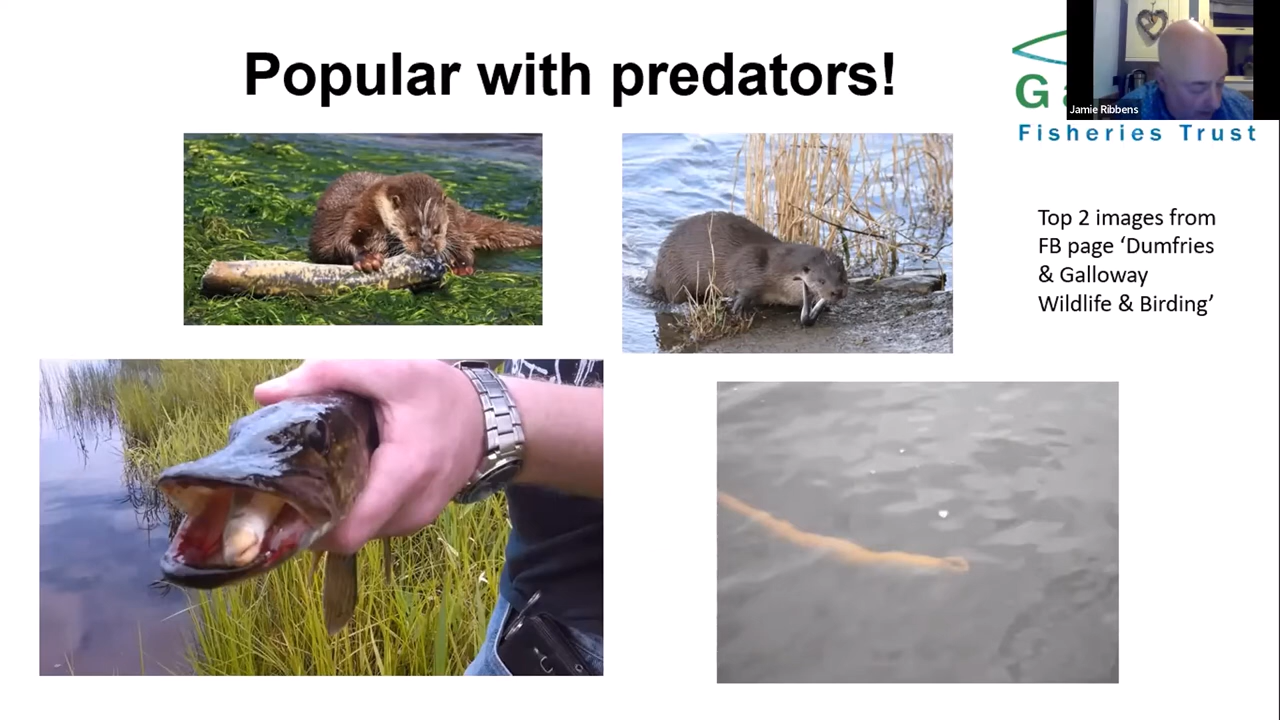 Popular with predators!
Jamie Ribbens
Fisheries Trust
Top 2 images from
FB page ‘Dumfries
& Galloway
Wildlife & Birding’